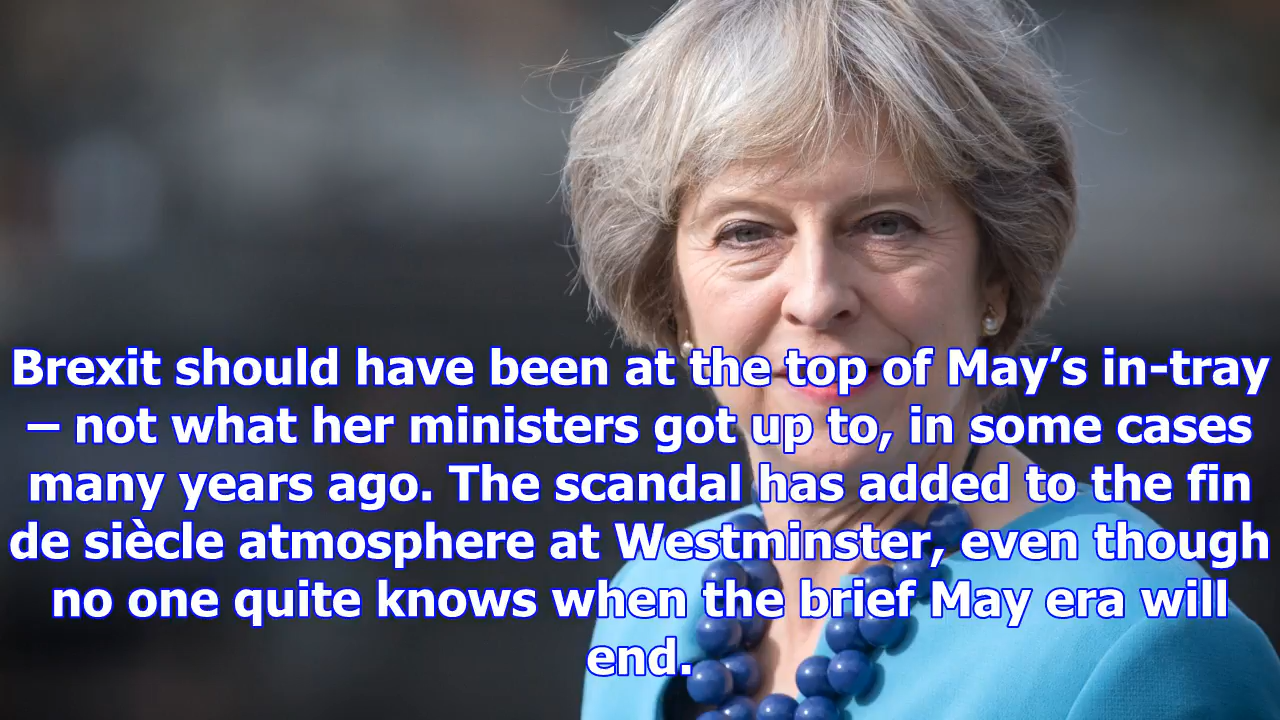 Brexit should have been at the top of May’s in-tray
– not what her ministers got up to, in some cases
many years ago. The scandal has added to the fin
de siècle atmosphere at Westminster, even though
no one quite knows when the brief May era will
end.